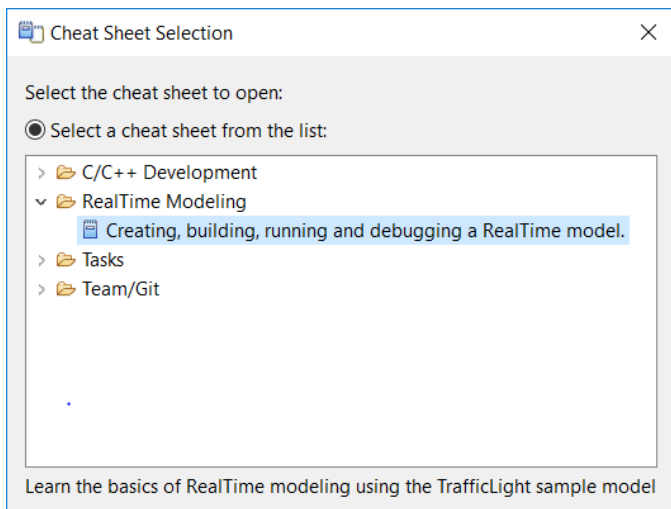 Cheat Sheet Selection
Select the cheat sheet to open:
Select a cheat sheet from the list:
C/C++ Development
RealTime Modeling
Creating, building, running and debugging a RealTime model.
Tasks
Team/Git
Learn the basics of RealTime modeling using the TrafficLight sample model